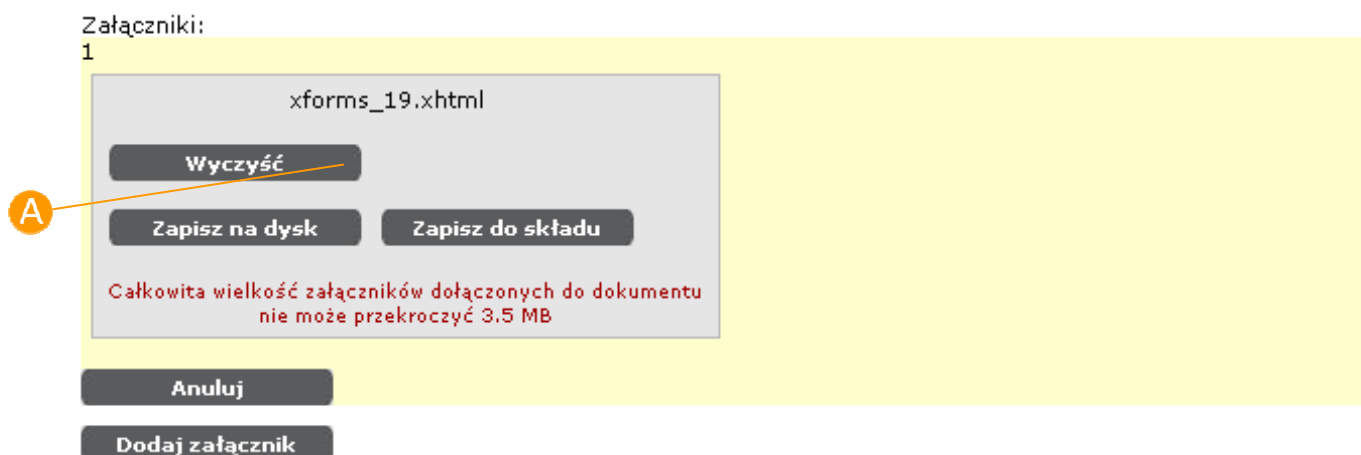 Załączniki:
1
xforms_19.xhtml
Wyczyść
A
Zapisz na dysk Zapisz do składu
Całkowita wielkość załączników dołączonych do dokumentu
nie może przekroczyć 3.5 MB
Anuluj
Dodaj załącznik